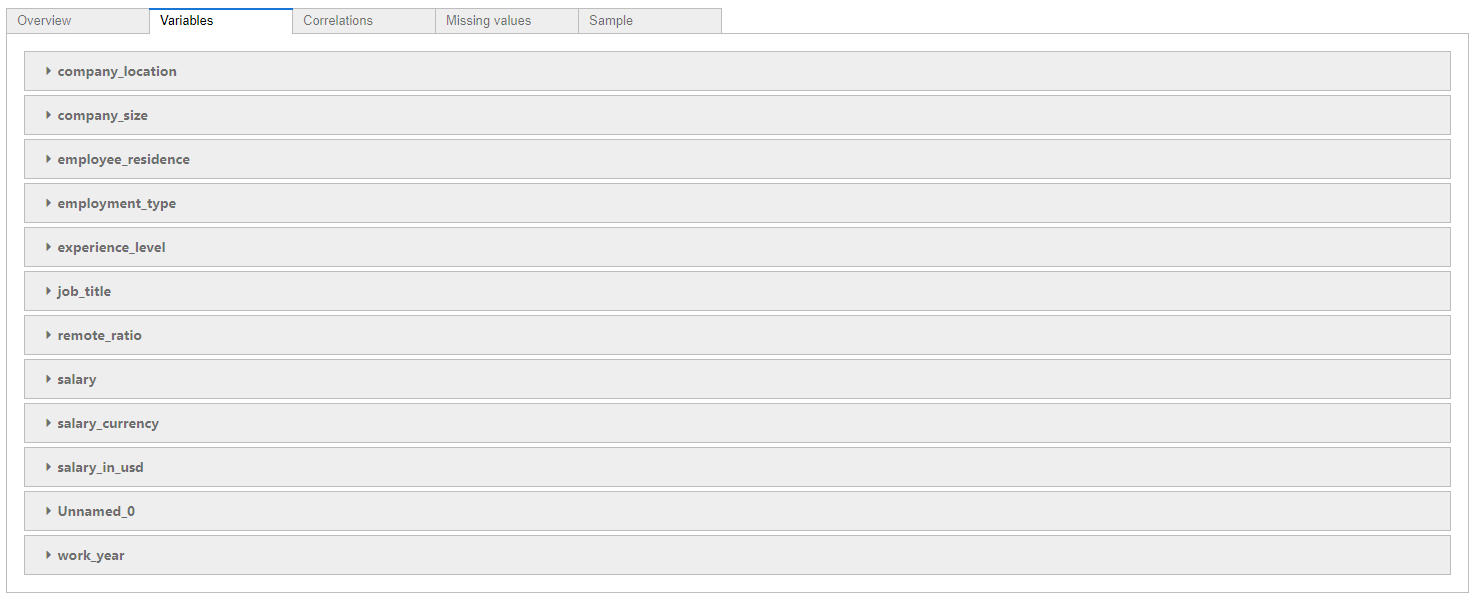 Overview Variables Correlations Missing values Sample
company_location
company_size
employee_residence
employment_type
experience_level
job_title
remote_ratio
salary
salary_currency
salary_in_usd
Unnamed_0
work_year